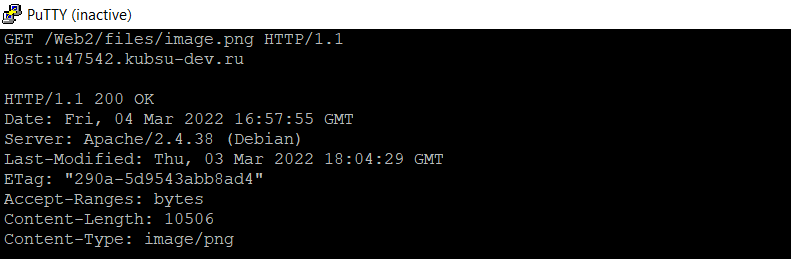 PuTTY (inactive)
GET /Web2/files/image.png HTTP/1.1
Host:u47542.kubsu-dev.ru
HTTP/1.1 200 OK
Date: Fri, 04 Mar 2022 16:57:55 GMT
Server: Apache/2.4.38 (Debian)
Last-Modified: Thu, 03 Mar 2022 18:04:29 GMT
ETag: "290a-5d9543abb8ad4"
Accept-Ranges: bytes
Content-Length: 10506
Content-Type: image/png